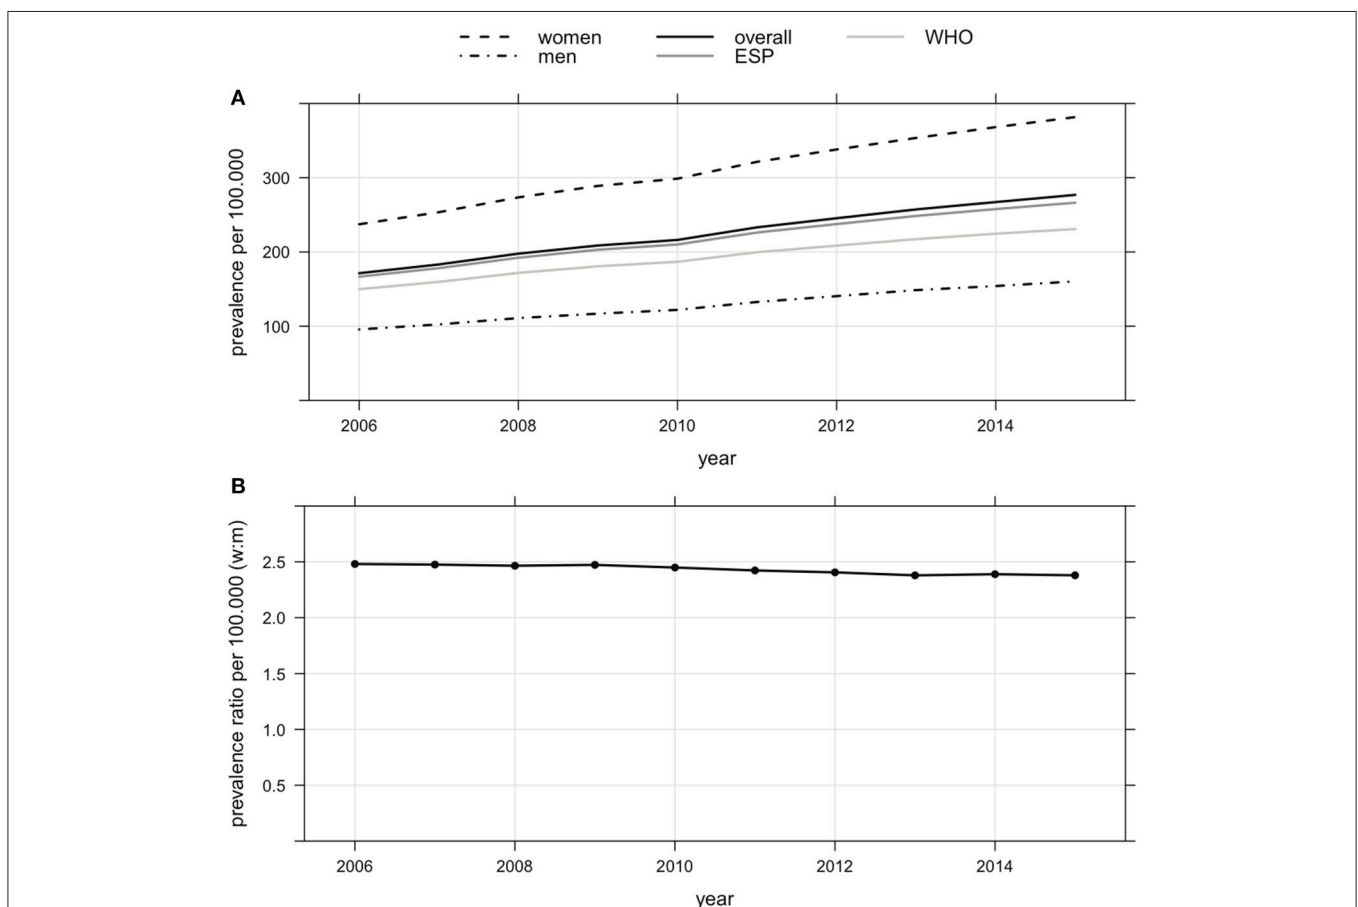 women overall WHO
men ESP
A
prevalence per 100.000
300
200
100
2006 2008 2010 2012 2014
year
B
prevalence ratio per 100.000 (w:m)
2.5
2.0
1.5
1.0
0.5
2006 2008 2010 2012 2014
year